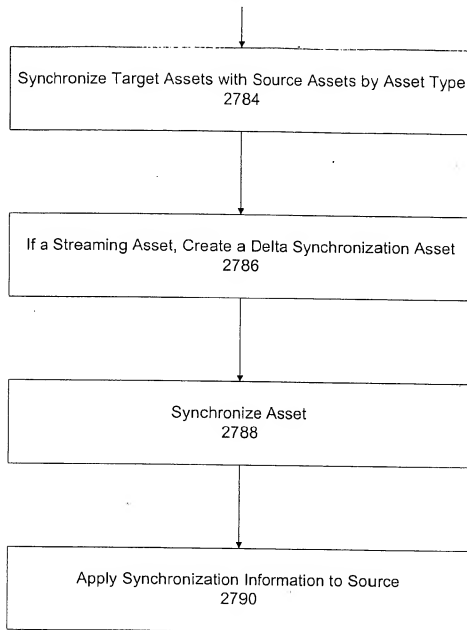 Synchronize Target Assets with Source Assets by Asset Type
2784
If a Streaming Asset, Create a Delta Synchronization Asset
2786
Synchronize Asset
2788
Apply Synchronization Information to Source
2790